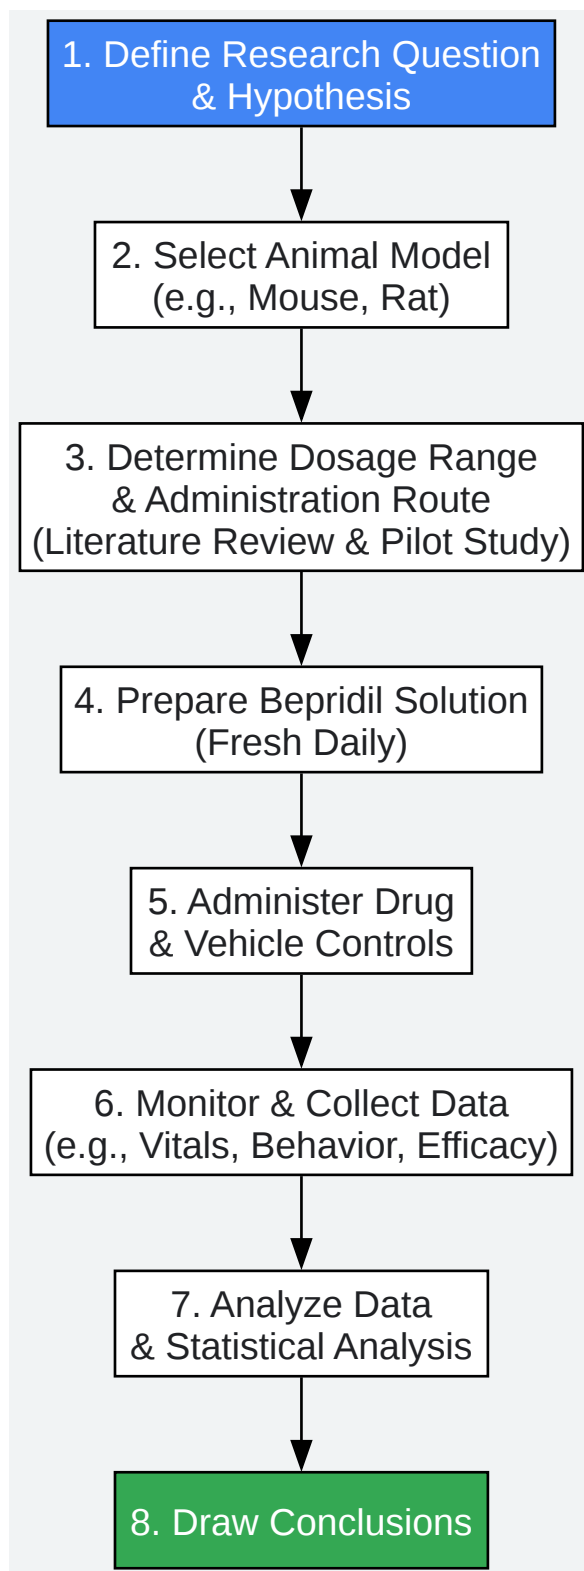 1. Define Research Question
& Hypothesis
2. Select Animal Model
(e.g., Mouse, Rat)
3. Determine Dosage Range
& Administration Route
(Literature Review & Pilot Study)
4. Prepare Bepridil Solution
(Fresh Daily)
5. Administer Drug
& Vehicle Controls
6. Monitor & Collect Data
(e.g., Vitals, Behavior, Efficacy)
7. Analyze Data
& Statistical Analysis
8. Draw Conclusions